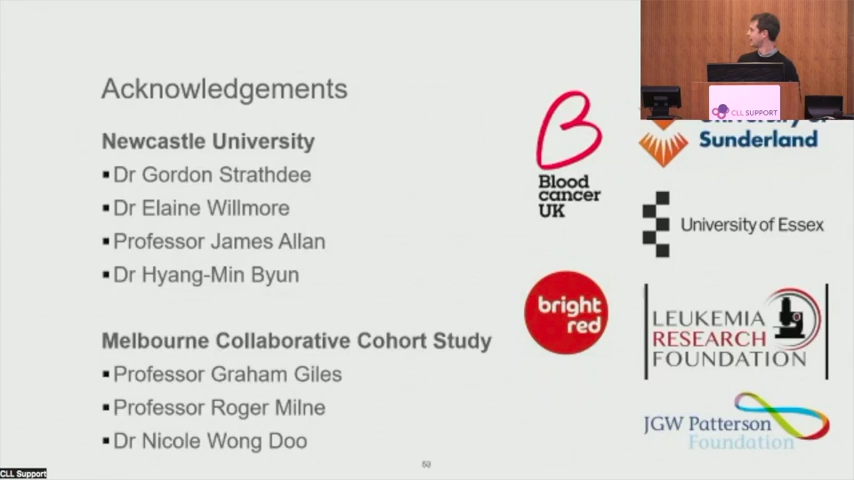 Acknowledgements
Newcastle University
▪Dr Gordon Strathdee
▪Dr Elaine Willmore
▪Professor James Allan
▪Dr Hyang-Min Byun
Melbourne Collaborative Cohort Study
▪Professor Graham Giles
▪Professor Roger Milne
▪Dr Nicole Wong Doo
Blood
cancer
UK
bright
red
CLL SUPPORT
Sunderland
University of Essex
LEUKEMIA
RESEARCH
FOUNDATION
JGW Patterson
Foundation
CLL Support